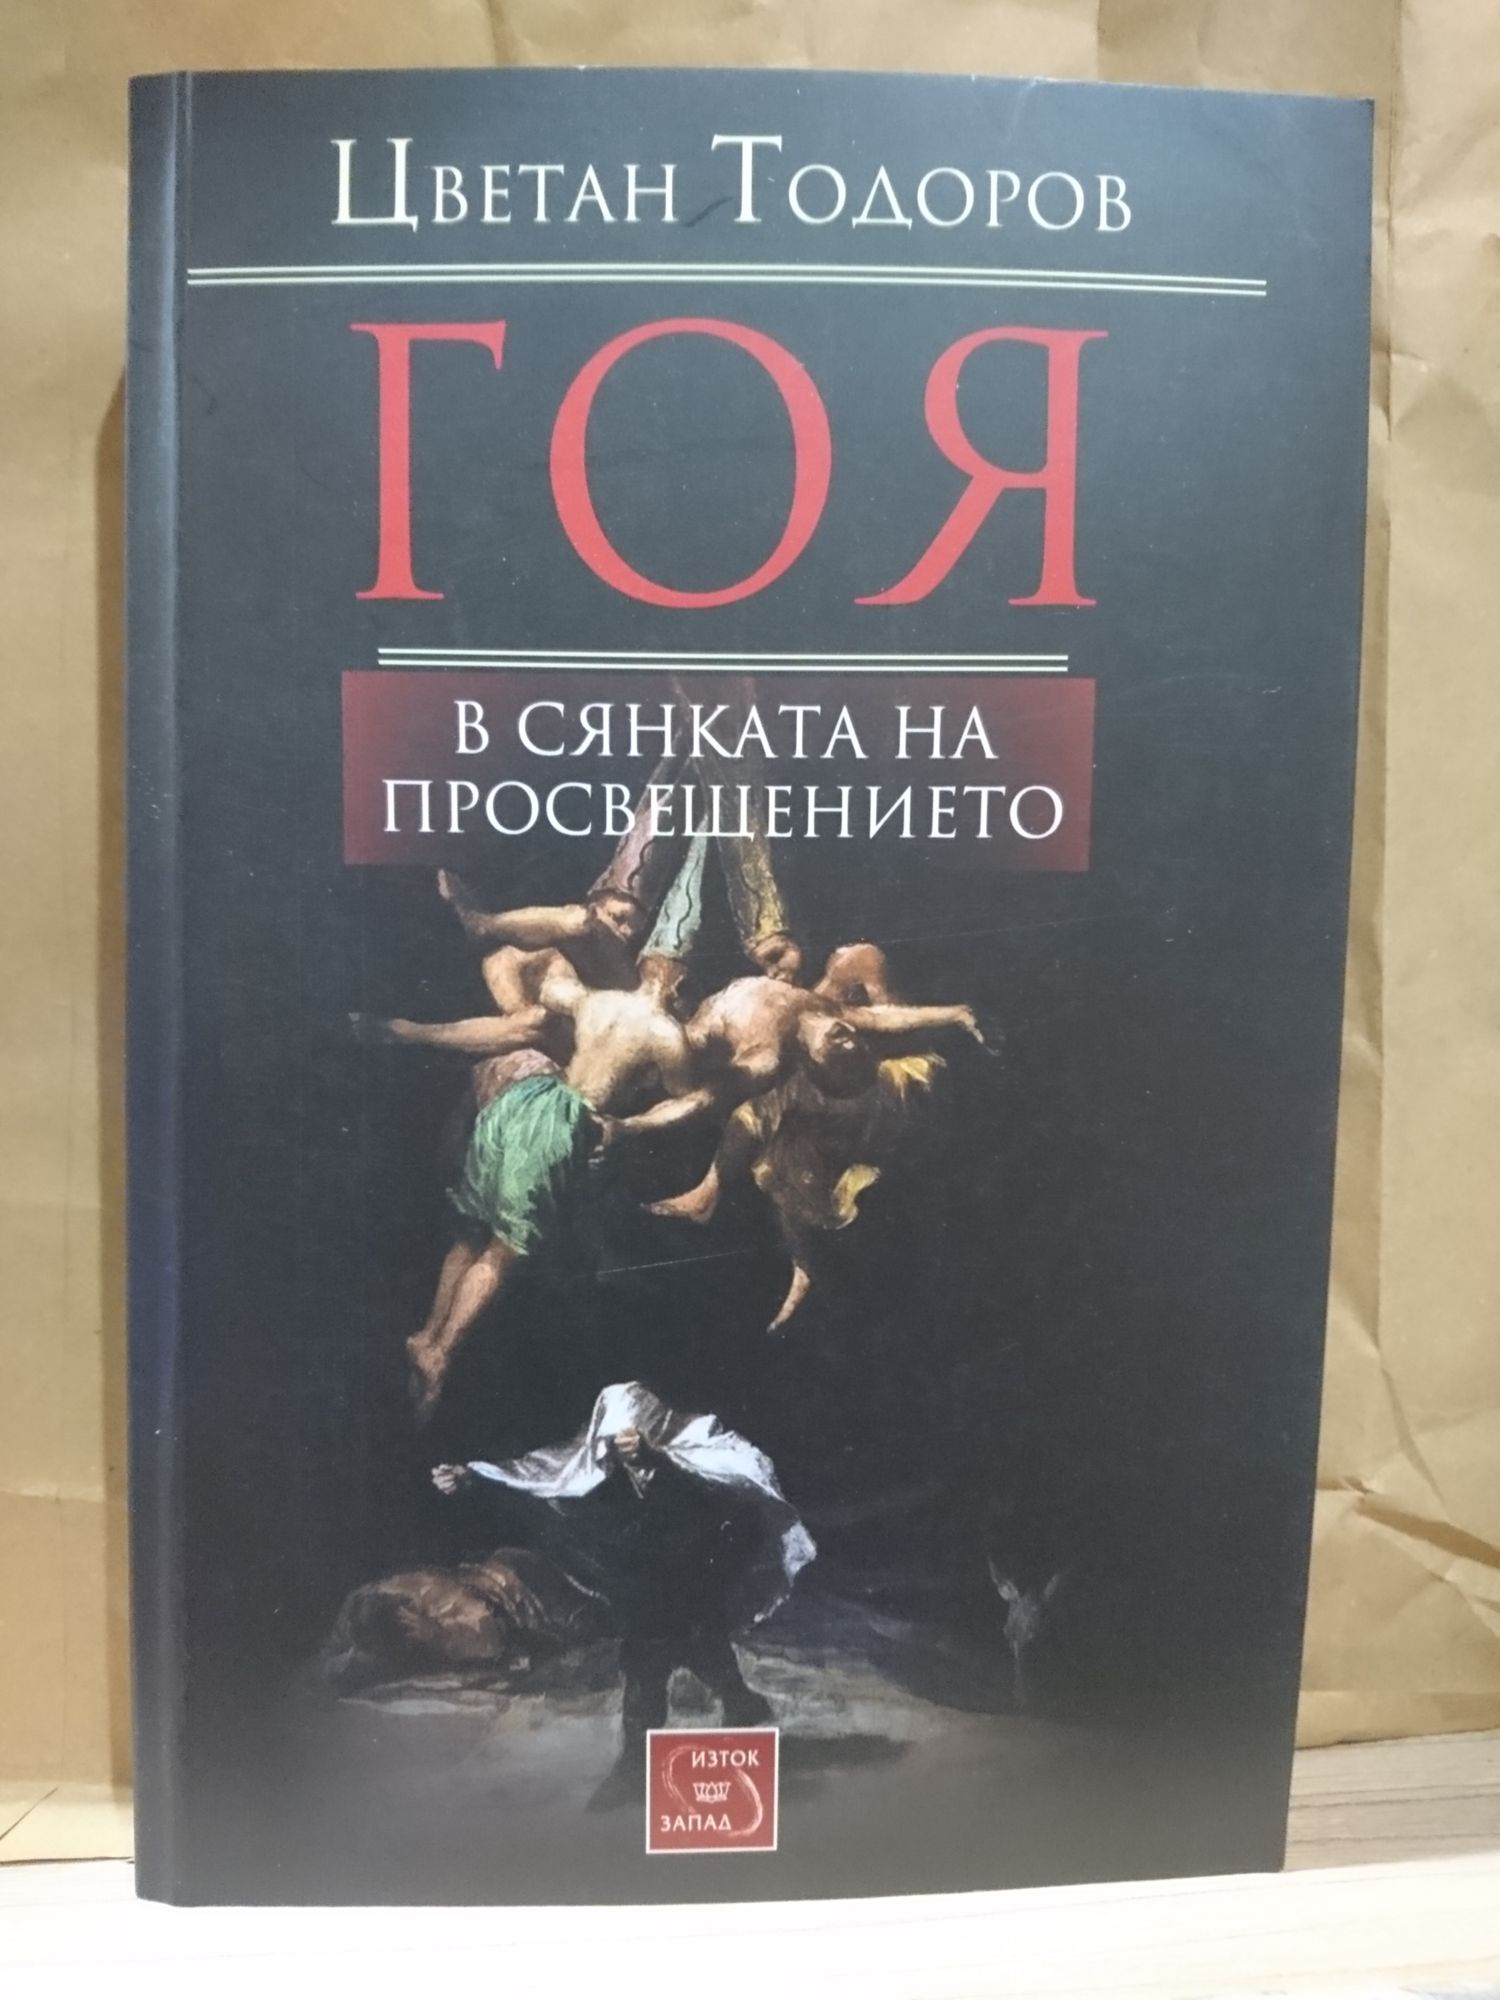 Цветан Тодоров
ГОЯ
В СЯНКАТА НА
ПРОСВЕЩЕНИЕТО
ИЗТОК
ЗАПАД